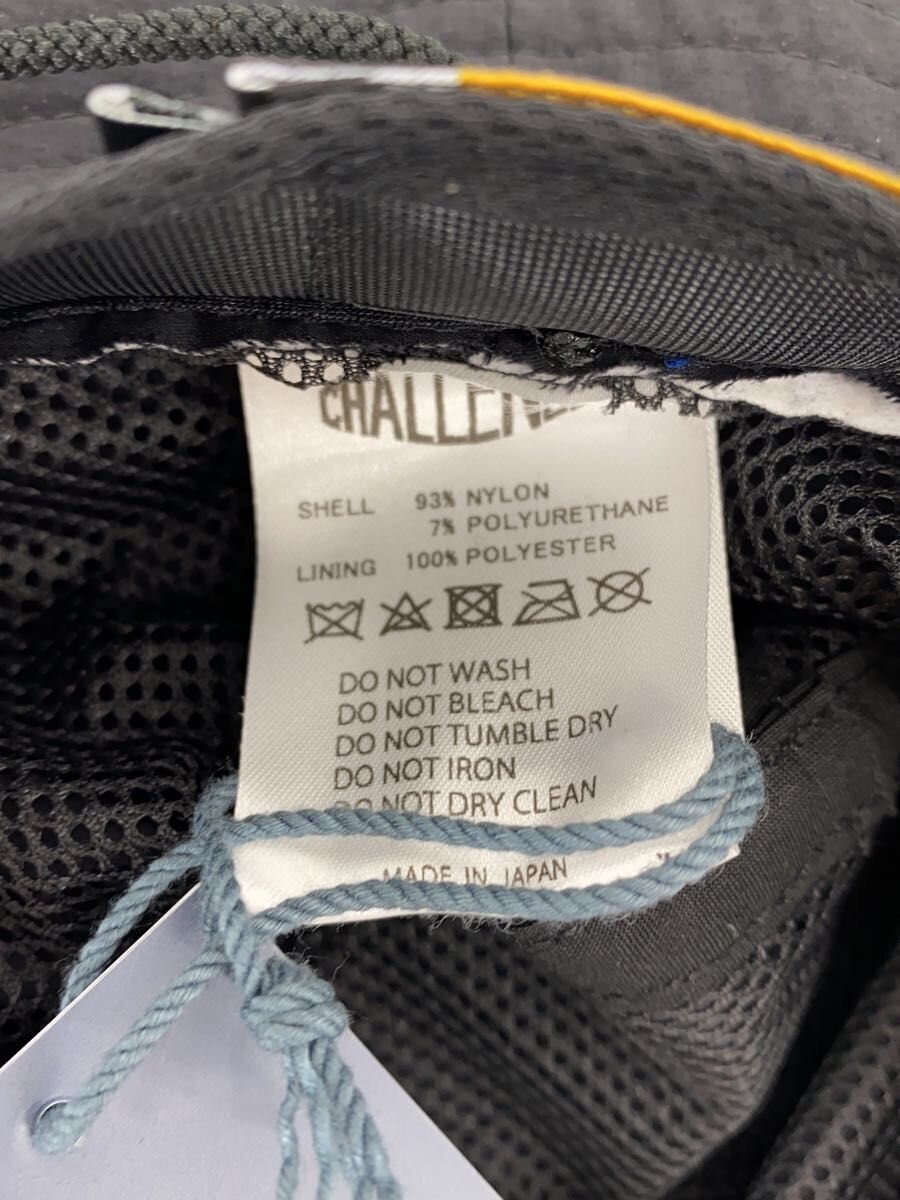 SHELL 93% NYLON
7% POLYURETHANE
LINING 100% POLYESTER
DO NOT WASH
DO NOT BLEACH
DO NOT TUMBLE DRY
DO NOT IRON
DO NOT DRY CLEAN
MADE IN JAPAN